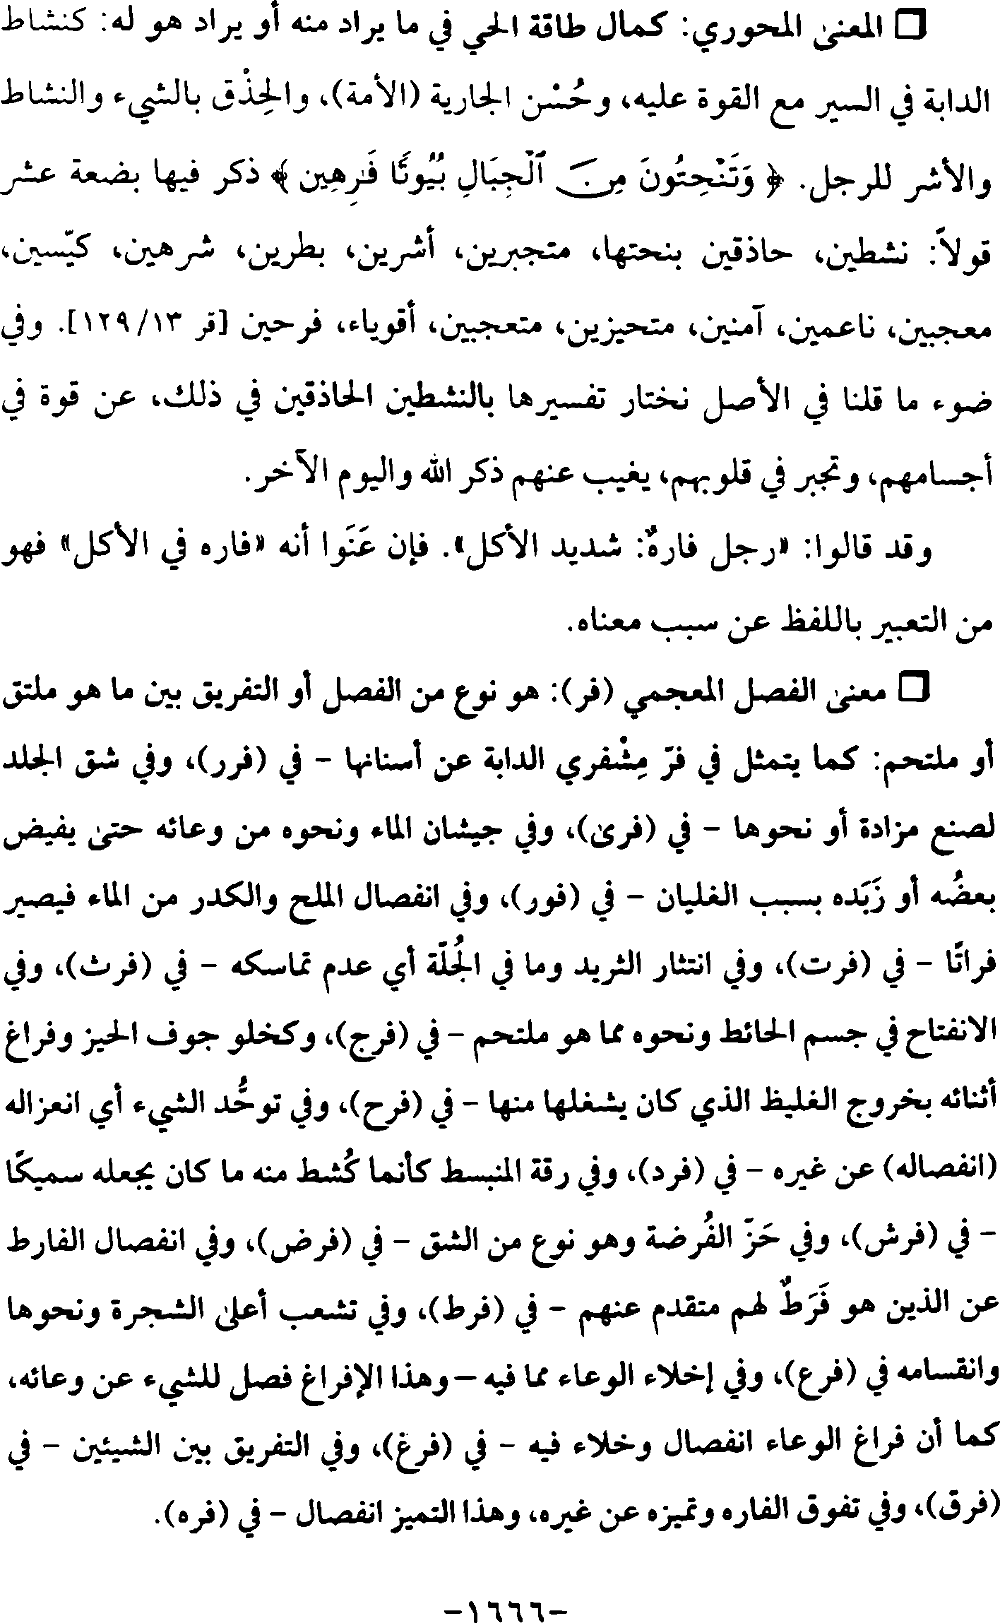 ❒ المعنى المحوري: كمال طاقة الحي في ما يراد منه أو يراد هو له: كنشاط
الدابة في السير مع القوة عليه، وحُسْن الجارية (الأمة)، والحِذْق بالشيء والنشاط
والأشر للرجل. ﴿ وَتَنْحِتُونَ مِنَ ٱلْجِبَالِ بُيُوتًا فَٰرِهِين ﴾ ذكر فيها بضعة عشر
قولاً: نشطين، حاذقين بنحتها، متجبرين، أشرين، بطرين، شرهين، كيّسين،
معجبين، ناعمين، آمنين، متحيزين، متعجبين، أقوياء، فرحين [قر ١٣/ ١٢٩]. وفي
ضوء ما قلنا في الأصل نختار تفسيرها بالنشطين الحاذقين في ذلك، عن قوة في
أجسامهم، وتجبر في قلوبهم، يغيب عنهم ذكر الله واليوم الآخر.
وقد قالوا: «رجل فارهٌ: شديد الأكل». فإن عَنَوا أنه «فاره في الأكل» فهو
من التعبير باللفظ عن سبب معناه.
❒ معنى الفصل المعجمي (فر): هو نوع من الفصل أو التفريق بين ما هو ملتق
أو ملتحم: كما يتمثل في فرّ مِشْفري الدابة عن أسنانها - في (فرر)، وفي شق الجلد
لصنع مزادة أو نحوها - في (فرى)، وفي جيشان الماء ونحوه من وعائه حتى يفيض
بعضُه أو زَبَده بسبب الغليان - في (فور)، وفي انفصال الملح والكدر من الماء فيصير
فراتًا - في (فرت)، وفي انتثار الثريد وما في الجُلّة أي عدم تماسكه - في (فرث)، وفي
الانفتاح في جسم الحائط ونحوه مما هو ملتحم - في (فرج)، وكخلو جوف الحيز وفراغ
أثنائه بخروج الغليظ الذي كان يشغلها منها - في (فرح)، وفي توحُّد الشيء أي انعزاله
(انفصاله) عن غيره - في (فرد)، وفي رقة المنبسط كأنما كُشط منه ما كان يجعله سميكًا
- في (فرش)، وفي حَزّ الفُرضة وهو نوع من الشق - في (فرض)، وفي انفصال الفارط
عن الذين هو فَرَطٌ لهم متقدم عنهم - في (فرط)، وفي تشعب أعلى الشجرة ونحوها
وانقسامه في (فرع)، وفي إخلاء الوعاء مما فيه –وهذا الإفراغ فصل للشيء عن وعائه،
كما أن فراغ الوعاء انفصال وخلاء فيه - في (فرغ)، وفي التفريق بين الشيئين - في
(فرق)، وفي تفوق الفاره وتميزه عن غيره، وهذا التميز انفصال - في (فره).
-١٦٦٦-